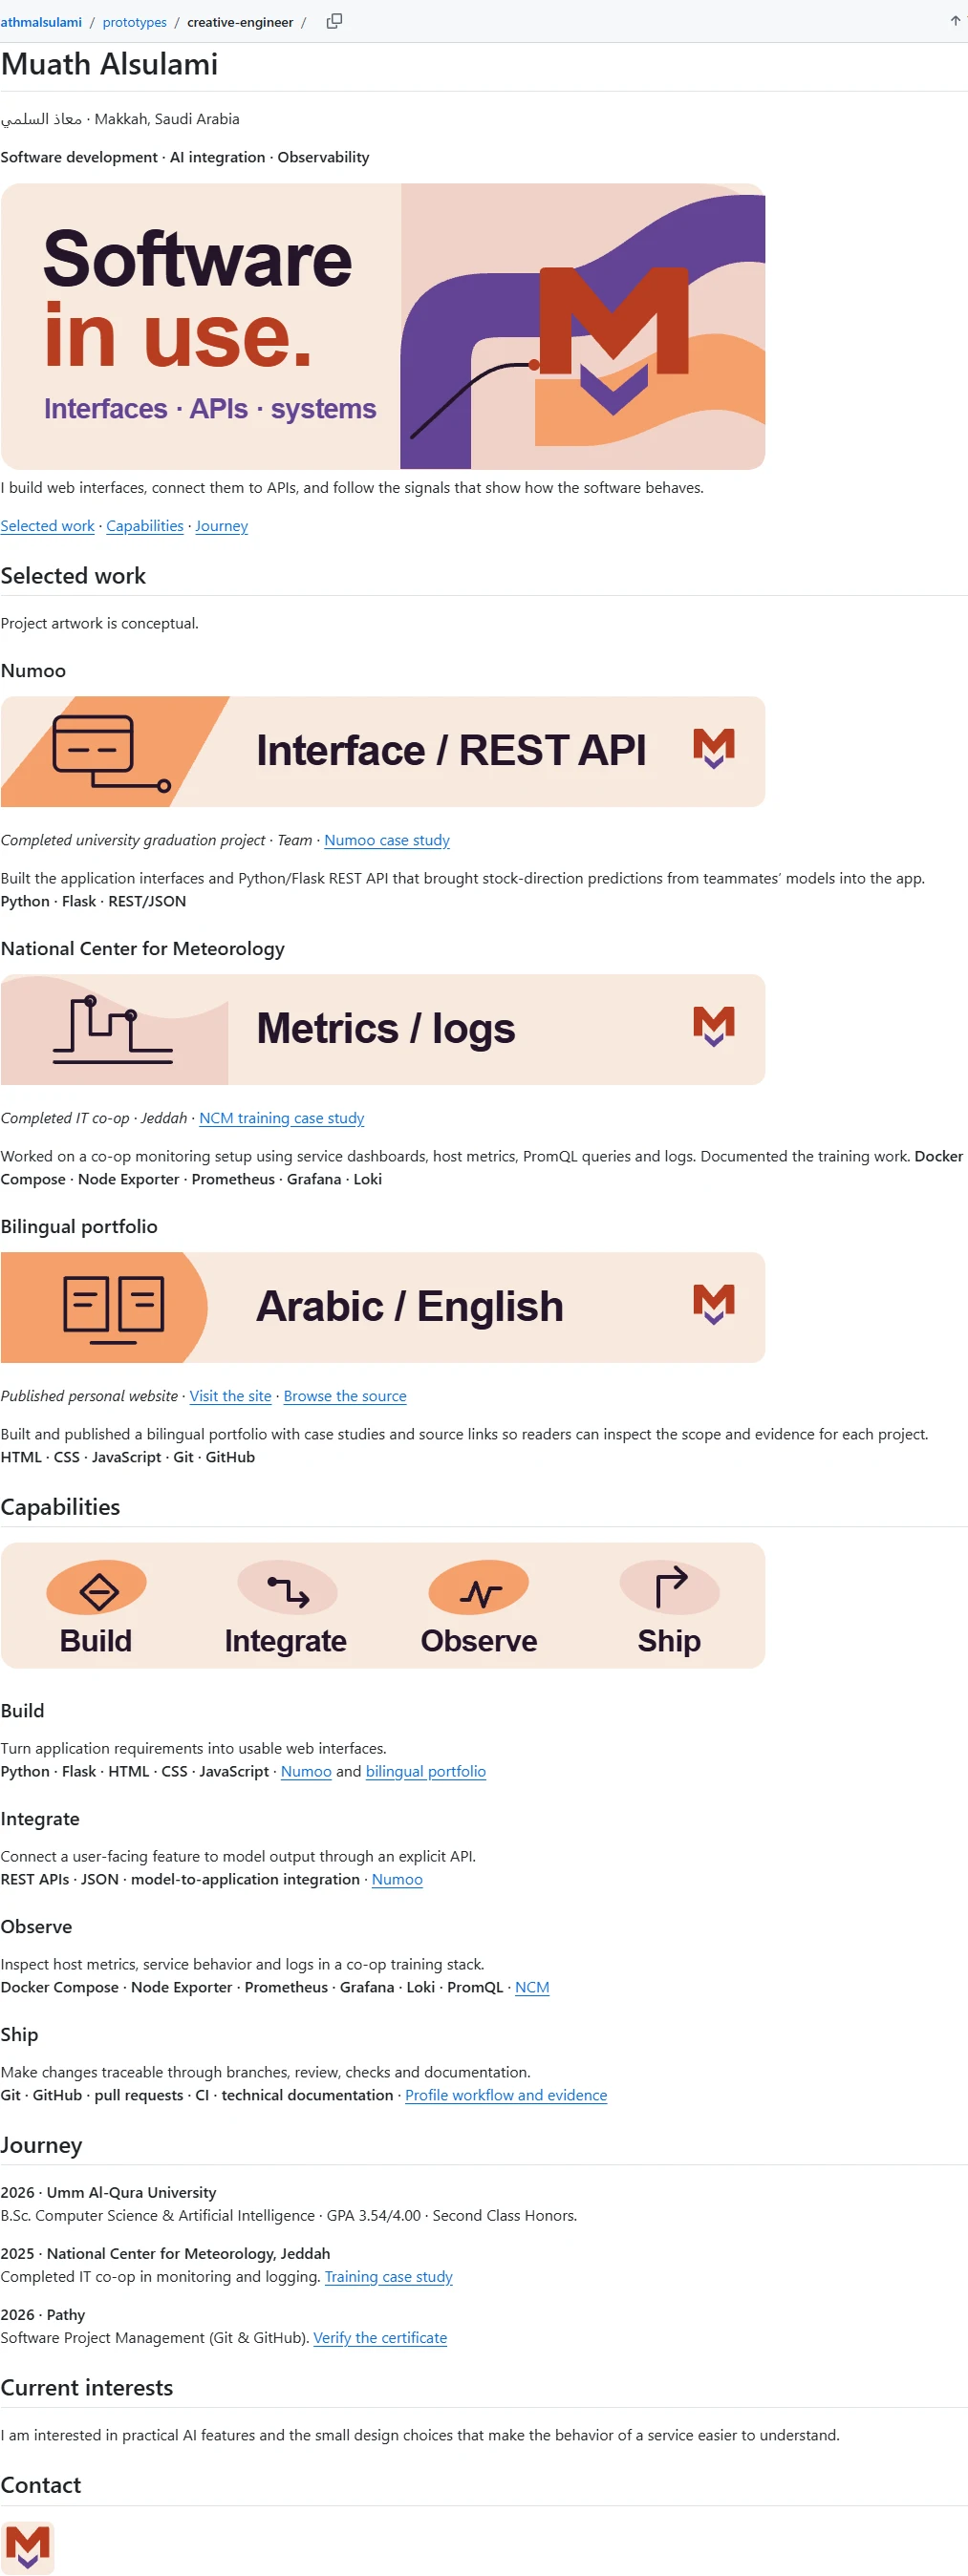 athmalsulami / prototypes / creative-engineer /
Muath Alsulami
معاذ السلمي · Makkah, Saudi Arabia
Software development · AI integration · Observability
Software
in use.
Interfaces · APIs · systems
M
I build web interfaces, connect them to APIs, and follow the signals that show how the software behaves.
Selected work · Capabilities · Journey
Selected work
Project artwork is conceptual.
Numoo
Interface / REST API
M
Completed university graduation project · Team · Numoo case study
Built the application interfaces and Python/Flask REST API that brought stock-direction predictions from teammates’ models into the app.
Python · Flask · REST/JSON
National Center for Meteorology
Metrics / logs
M
Completed IT co-op · Jeddah · NCM training case study
Worked on a co-op monitoring setup using service dashboards, host metrics, PromQL queries and logs. Documented the training work. Docker
Compose · Node Exporter · Prometheus · Grafana · Loki
Bilingual portfolio
Arabic / English
M
Published personal website · Visit the site · Browse the source
Built and published a bilingual portfolio with case studies and source links so readers can inspect the scope and evidence for each project.
HTML · CSS · JavaScript · Git · GitHub
Capabilities
Build Integrate Observe Ship
Build
Turn application requirements into usable web interfaces.
Python · Flask · HTML · CSS · JavaScript · Numoo and bilingual portfolio
Integrate
Connect a user-facing feature to model output through an explicit API.
REST APIs · JSON · model-to-application integration · Numoo
Observe
Inspect host metrics, service behavior and logs in a co-op training stack.
Docker Compose · Node Exporter · Prometheus · Grafana · Loki · PromQL · NCM
Ship
Make changes traceable through branches, review, checks and documentation.
Git · GitHub · pull requests · CI · technical documentation · Profile workflow and evidence
Journey
2026 · Umm Al-Qura University
B.Sc. Computer Science & Artificial Intelligence · GPA 3.54/4.00 · Second Class Honors.
2025 · National Center for Meteorology, Jeddah
Completed IT co-op in monitoring and logging. Training case study
2026 · Pathy
Software Project Management (Git & GitHub). Verify the certificate
Current interests
I am interested in practical AI features and the small design choices that make the behavior of a service easier to understand.
Contact
M